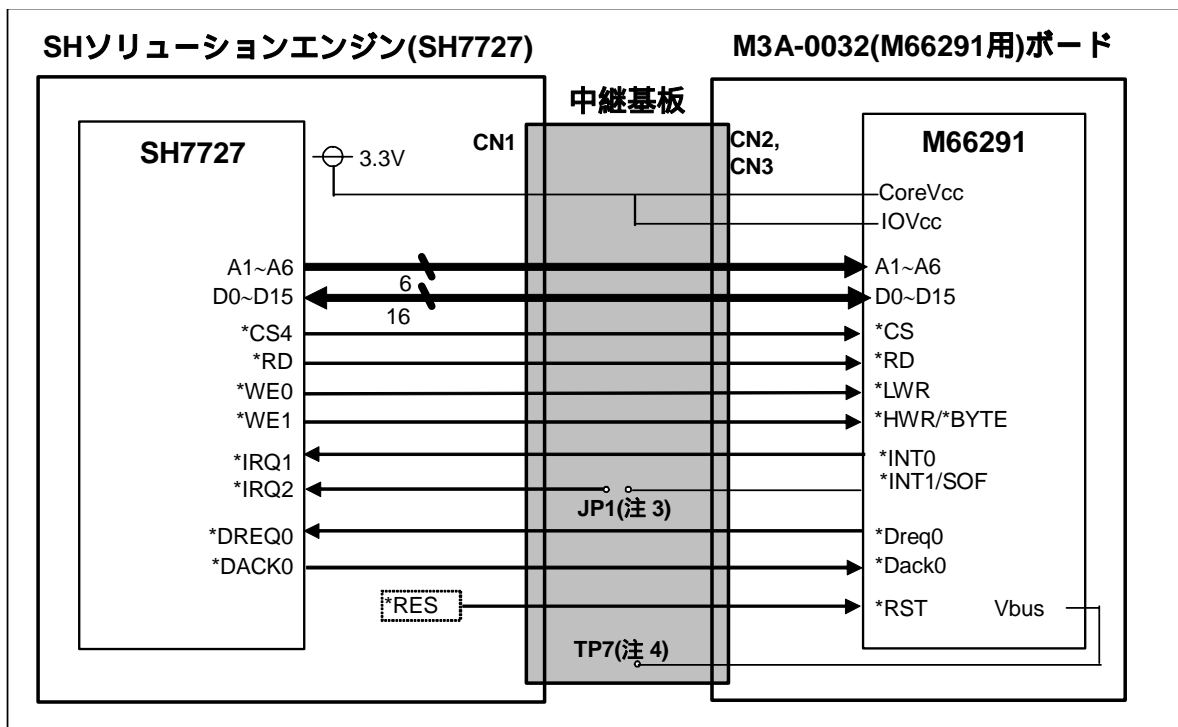 SHソリューションエンジン(SH7727)
M3A-0032(M66291用)ボード
中継基板
CN1
CN2,
CN3
SH7727
3.3V
M66291
CoreVcc
IOVcc
A1~A6
6
A1~A6
D0~D15
16
D0~D15
*CS4
*CS
*RD
*RD
*WE0
*LWR
*WE1
*HWR/*BYTE
*IRQ1
*INT0
*IRQ2
*INT1/SOF
JP1(注 3)
*DREQ0
*Dreq0
*DACK0
*Dack0
*RES
*RST
Vbus
TP7(注 4)